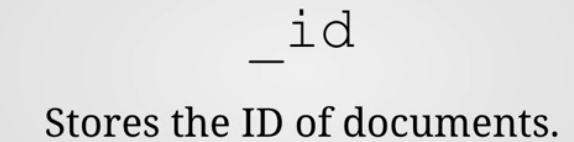 _id
Stores the ID of documents.